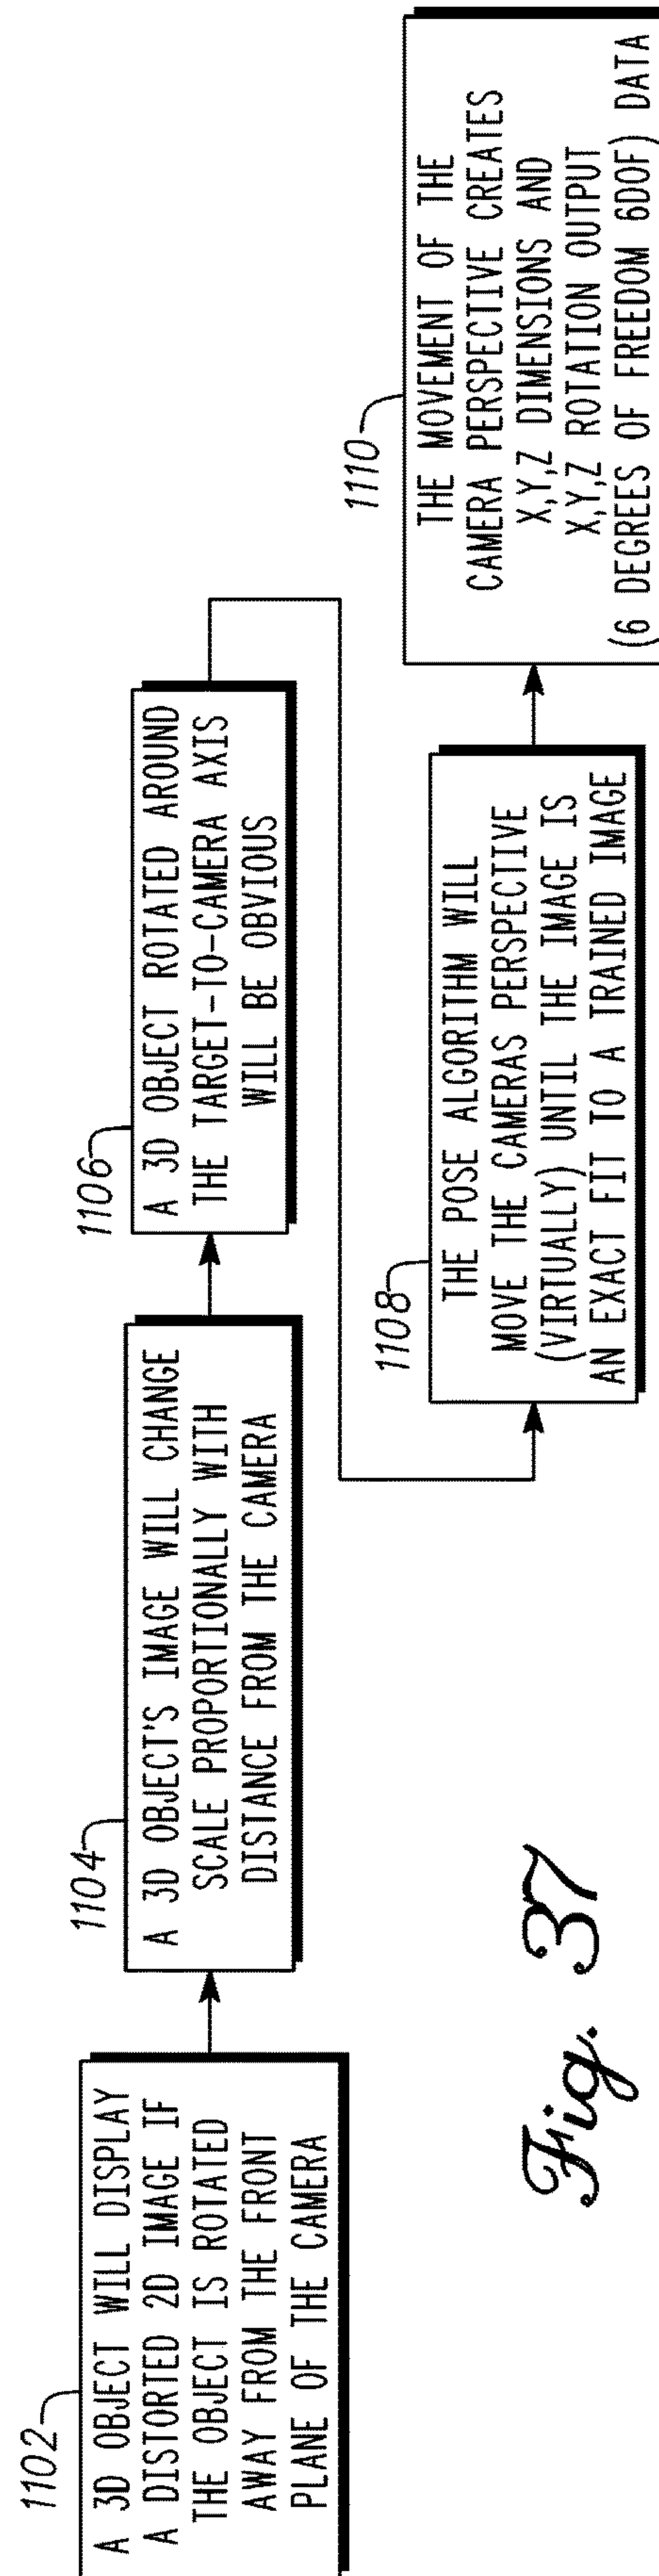 1102
A 3D OBJECT WILL DISPLAY
A DISTORTED 2D IMAGE IF
THE OBJECT IS ROTATED
AWAY FROM THE FRONT
PLANE OF THE CAMERA
1104
A 3D OBJECT'S IMAGE WILL CHANGE
SCALE PROPORTIONALLY WITH
DISTANCE FROM THE CAMERA
1106
A 3D OBJECT ROTATED AROUND
THE TARGET-TO-CAMERA AXIS
WILL BE OBVIOUS
1108
THE POSE ALGORITHM WILL
MOVE THE CAMERAS PERSPECTIVE
(VIRTUALLY) UNTIL THE IMAGE IS
AN EXACT FIT TO A TRAINED IMAGE
1110
THE MOVEMENT OF THE
CAMERA PERSPECTIVE CREATES
X,Y,Z DIMENSIONS AND
X,Y,Z ROTATION OUTPUT
(6 DEGREES OF FREEDOM 6DOF) DATA
Fig. 37